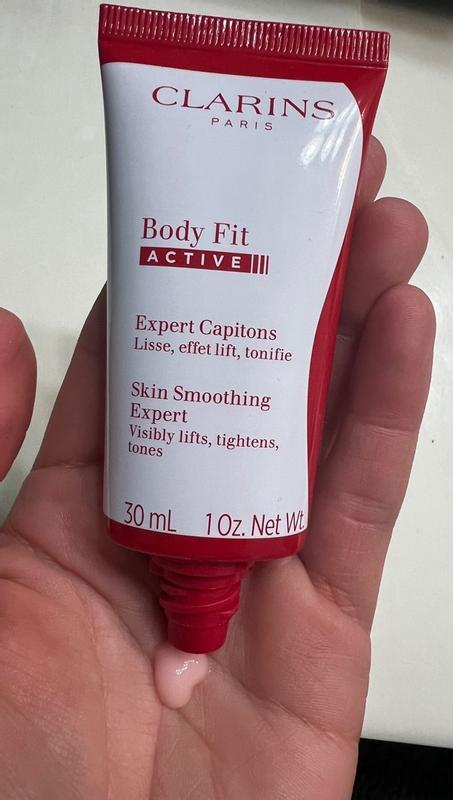 CLARINS
PARIS
Body Fit
ACTIVE
Expert Capitons
Lisse, effet lift, tonifie
Skin Smoothing
Expert
Visibly lifts, tightens,
tones
30 mL 1 Oz. Net Wt.